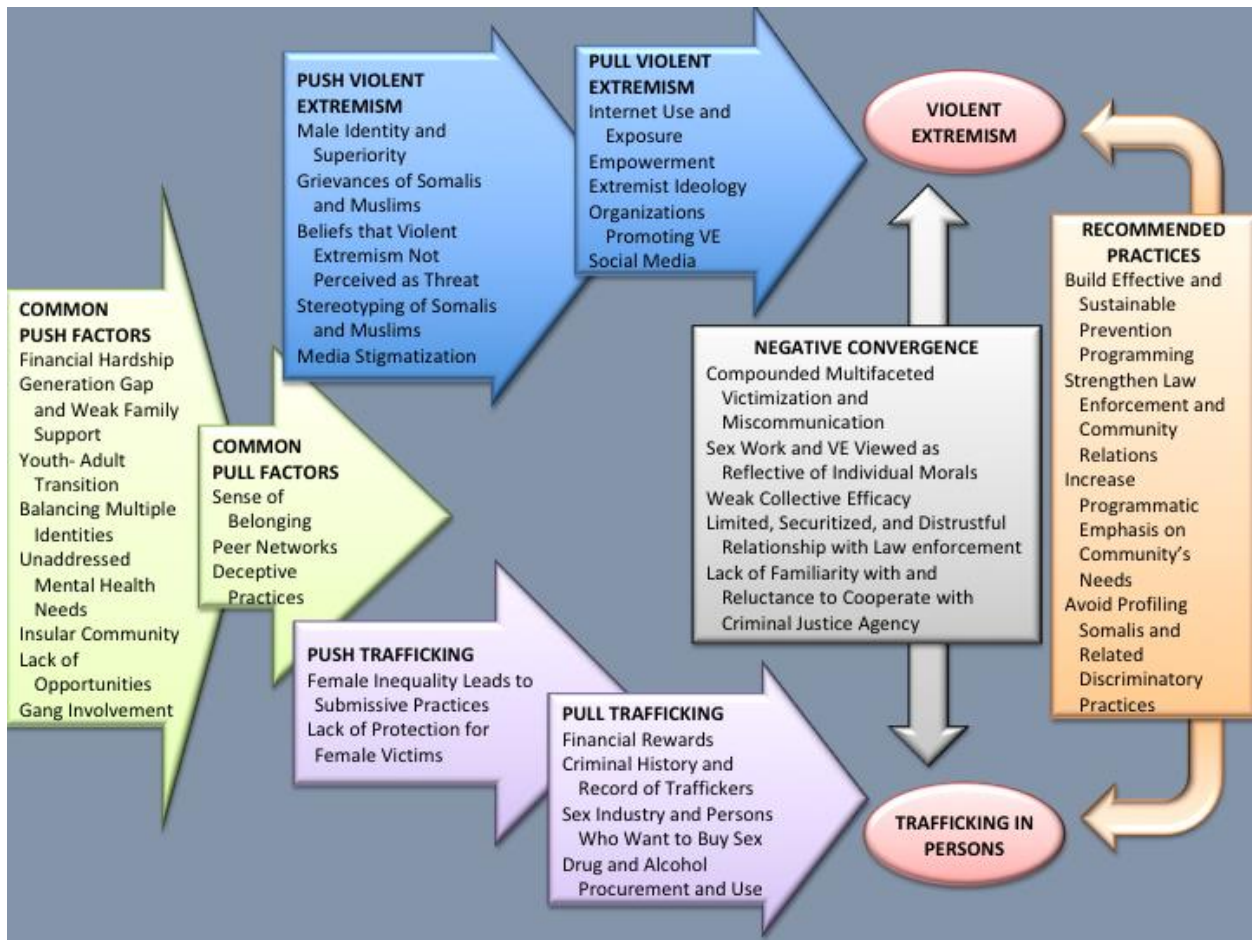 COMMON
PUSH FACTORS
Financial Hardship
Generation Gap
and Weak Family
Support
Youth- Adult
Transition
Balancing Multiple
Identities
Unaddressed
Mental Health
Needs
Insular Community
Lack of
Opportunities
Gang Involvement
COMMON
PULL FACTORS
Sense of
Belonging
Peer Networks
Deceptive
Practices
PUSH VIOLENT
EXTREMISM
Male Identity and
Superiority
Grievances of Somalis
and Muslims
Beliefs that Violent
Extremism Not
Perceived as Threat
Stereotyping of Somalis
and Muslims
Media Stigmatization
PULL VIOLENT
EXTREMISM
Internet Use and
Exposure
Empowerment
Extremist Ideology
Organizations
Promoting VE
Social Media
VIOLENT
EXTREMISM
PUSH TRAFFICKING
Female Inequality Leads to
Submissive Practices
Lack of Protection for
Female Victims
PULL TRAFFICKING
Financial Rewards
Criminal History and
Record of Traffickers
Sex Industry and Persons
Who Want to Buy Sex
Drug and Alcohol
Procurement and Use
TRAFFICKING IN
PERSONS
NEGATIVE CONVERGENCE
Compounded Multifaceted
Victimization and
Miscommunication
Sex Work and VE Viewed as
Reflective of Individual Morals
Weak Collective Efficacy
Limited, Securitized, and Distrustful
Relationship with Law enforcement
Lack of Familiarity with and
Reluctance to Cooperate with
Criminal Justice Agency
RECOMMENDED
PRACTICES
Build Effective and
Sustainable
Prevention
Programming
Strengthen Law
Enforcement and
Community
Relations
Increase
Programmatic
Emphasis on
Community's
Needs
Avoid Profiling
Somalis and
Related
Discriminatory
Practices